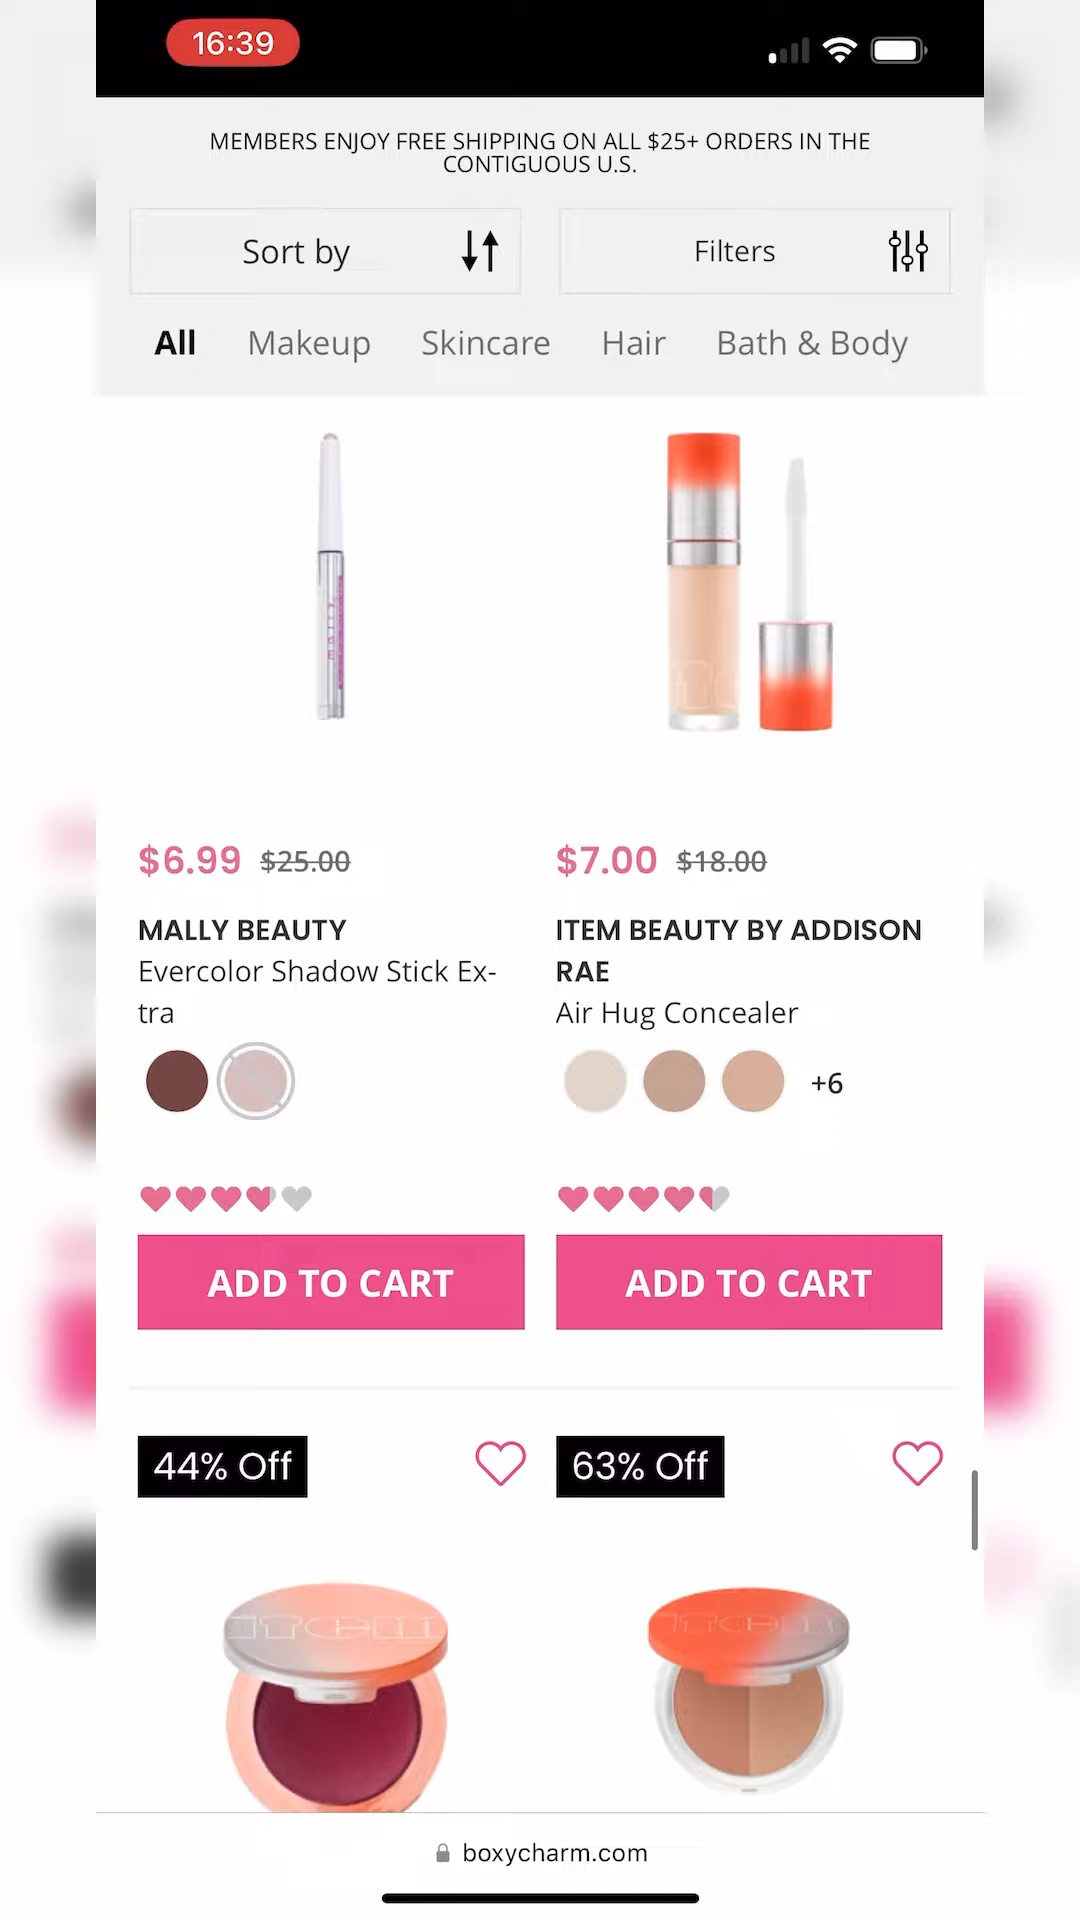 16:39
MEMBERS ENJOY FREE SHIPPING ON ALL $25+ ORDERS IN THE
CONTIGUOUS U.S.
Sort by
Filters
All Makeup Skincare Hair Bath & Body
mally
$6.99 $25.00
MALLY BEAUTY
Evercolor Shadow Stick Ex-
tra
ADD TO CART
$7.00 $18.00
ITEM BEAUTY BY ADDISON
RAE
Air Hug Concealer
+6
ADD TO CART
44% Off
63% Off
item
item
boxycharm.com